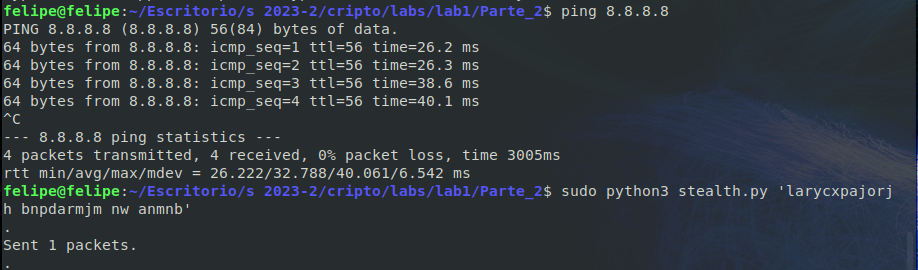 felipe@felipe:~/Escritorio/s 2023-2/cripto/labs/lab1/Parte_2$ ping 8.8.8.8
PING 8.8.8.8 (8.8.8.8) 56(84) bytes of data.
64 bytes from 8.8.8.8: icmp_seq=1 ttl=56 time=26.2 ms
64 bytes from 8.8.8.8: icmp_seq=2 ttl=56 time=26.3 ms
64 bytes from 8.8.8.8: icmp_seq=3 ttl=56 time=38.6 ms
64 bytes from 8.8.8.8: icmp_seq=4 ttl=56 time=40.1 ms
^C
--- 8.8.8.8 ping statistics ---
4 packets transmitted, 4 received, 0% packet loss, time 3005ms
rtt min/avg/max/mdev = 26.222/32.788/40.061/6.542 ms
felipe@felipe:~/Escritorio/s 2023-2/cripto/labs/lab1/Parte_2$ sudo python3 stealth.py 'larycxpajorj
h bnpdarmjm nw anmnb'
.
Sent 1 packets.
.